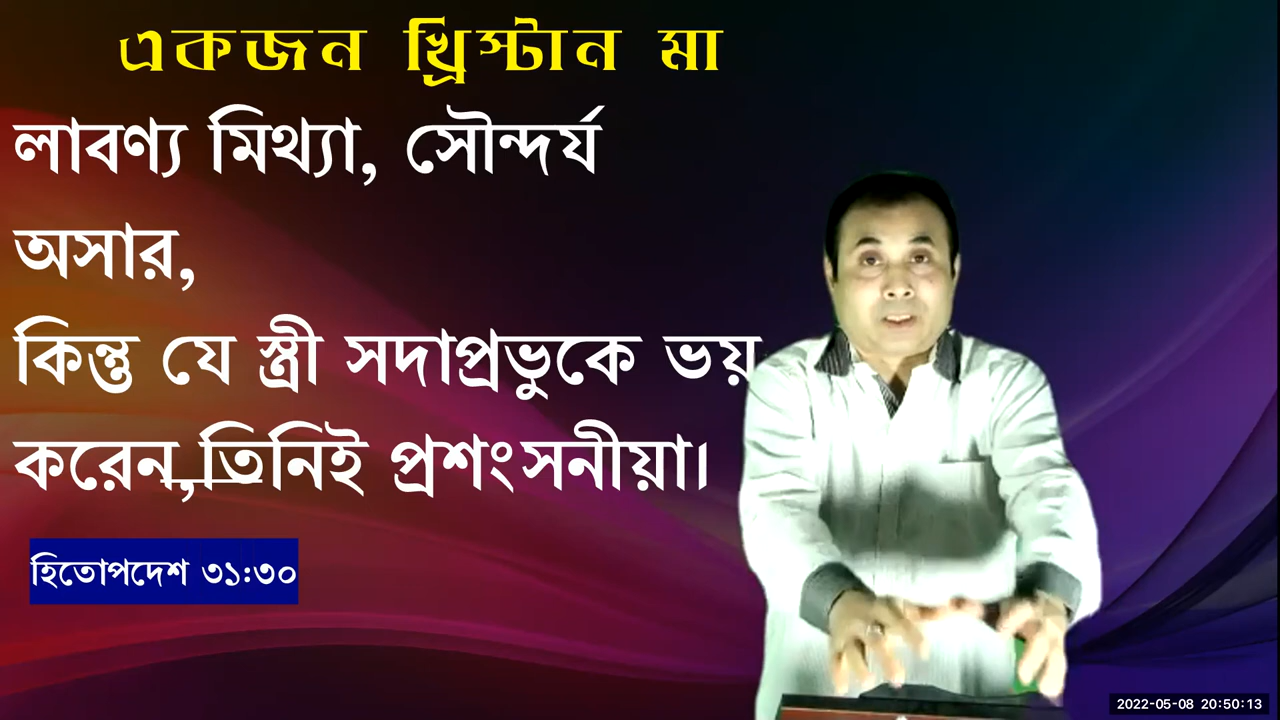 একজন খ্রিস্টান মা
লাবণ্য মিথ্যা, সৌন্দর্য
অসার,
কিন্তু যে স্ত্রী সদাপ্রভুকে ভয়
করেন,তিনিই প্রশংসনীয়া।
হিতোপদেশ ৩১:৩০
2022-05-08 20:50:13